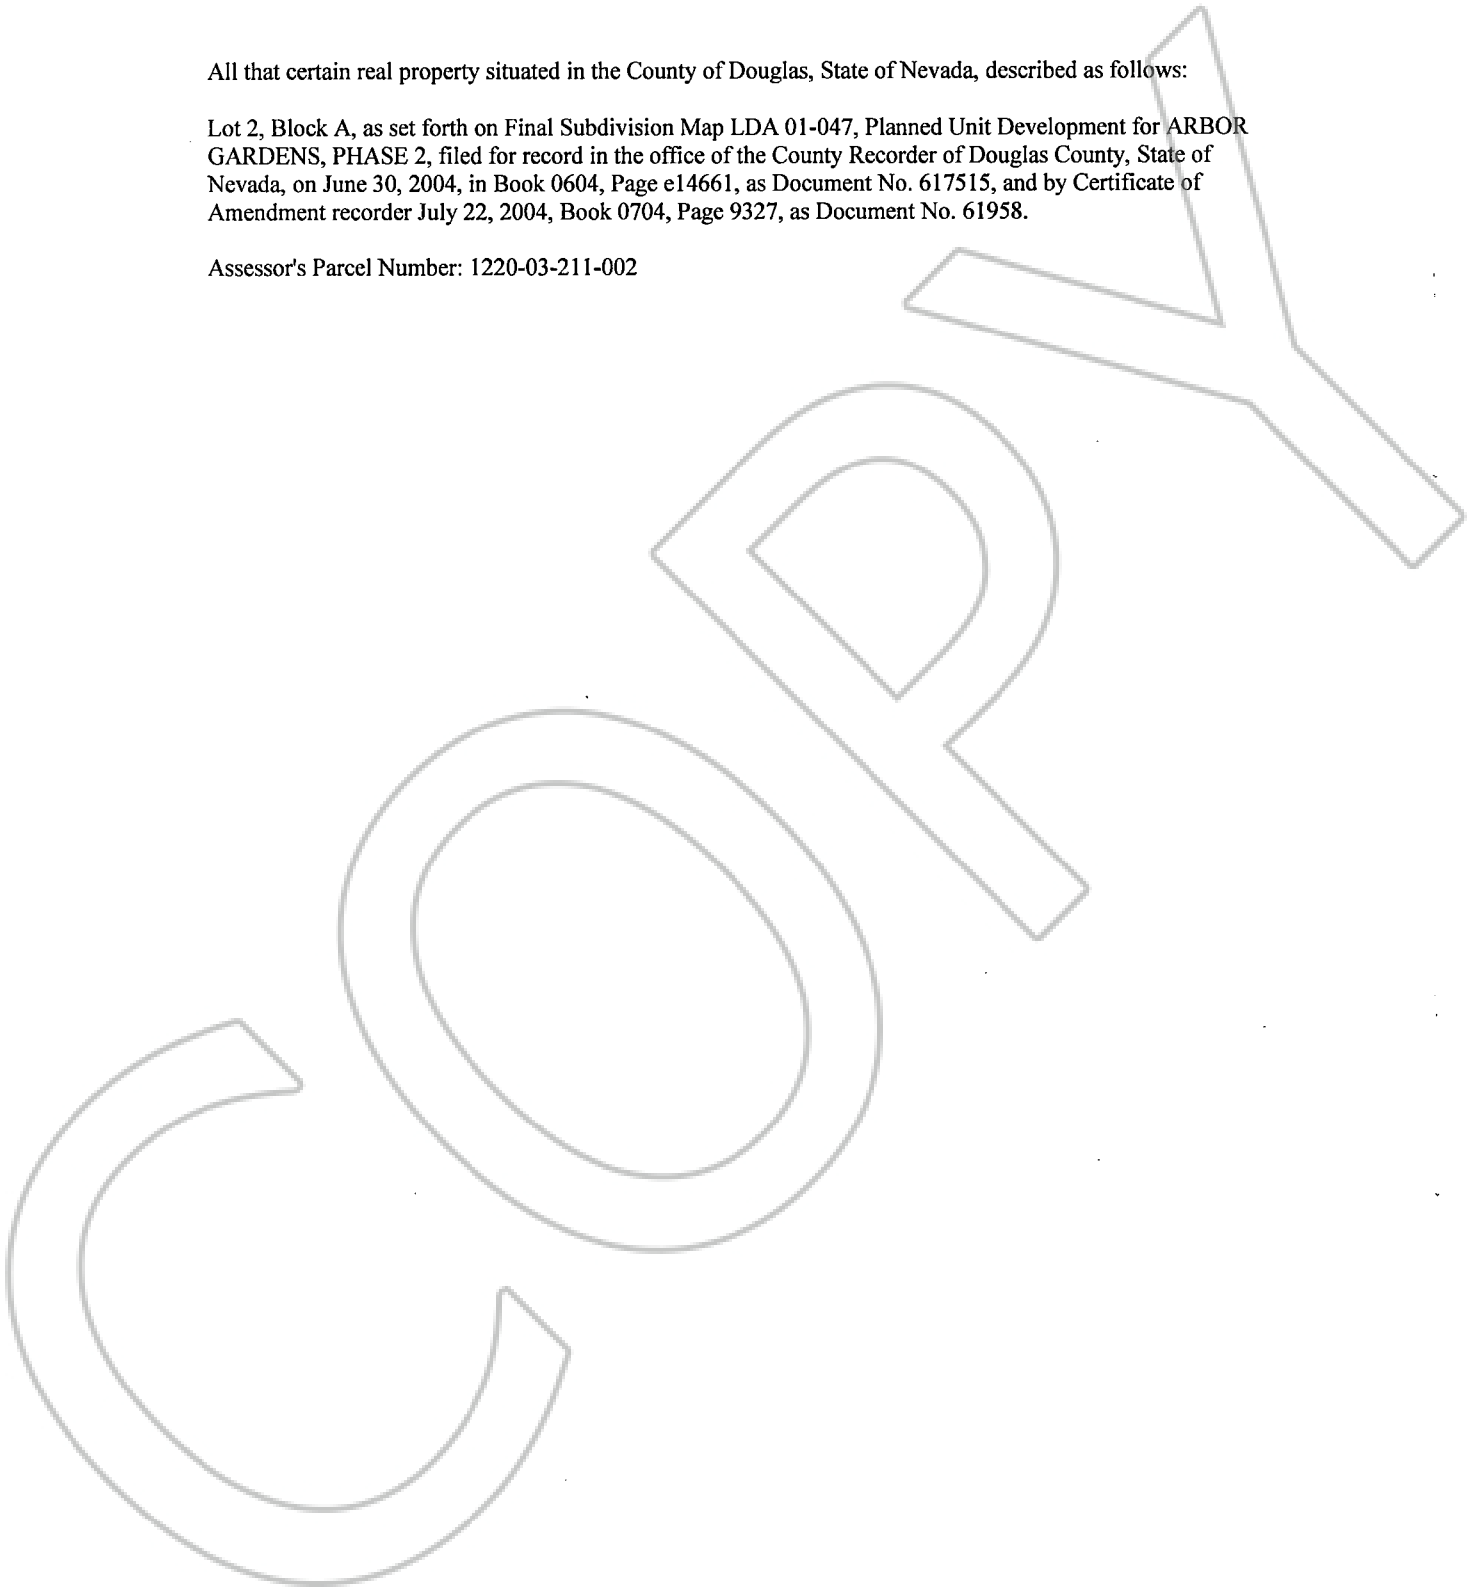 All that certain real property situated in the County of Douglas, State of Nevada, described as follows:
Lot 2, Block A, as set forth on Final Subdivision Map LDA 01-047, Planned Unit Development for ARBOR
GARDENS, PHASE 2, filed for record in the office of the County Recorder of Douglas County, State of
Nevada, on June 30, 2004, in Book 0604, Page e14661, as Document No. 617515, and by Certificate of
Amendment recorder July 22, 2004, Book 0704, Page 9327, as Document No. 61958.
Assessor's Parcel Number: 1220-03-211-002
COPY